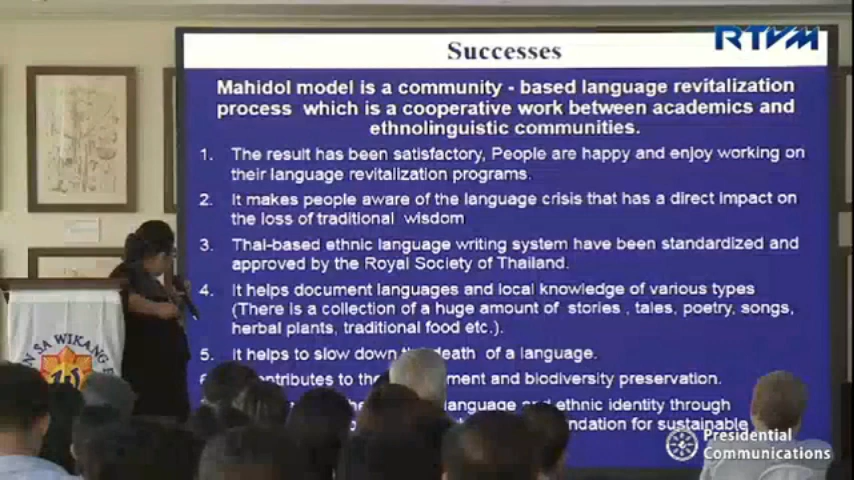 Successes
RTVM
Mahidol model is a community - based language revitalization
process which is a cooperative work between academics and
ethnolinguistic communities.
1. The result has been satisfactory, People are happy and enjoy working on
their language revitalization programs.
2. It makes people aware of the language crisis that has a direct impact on
the loss of traditional wisdom
3. Thai-based ethnic language writing system have been standardized and
approved by the Royal Society of Thailand.
4. It helps document languages and local knowledge of various types
(There is a collection of a huge amount of stories , tales, poetry, songs,
herbal plants, traditional food etc.).
5. It helps to slow down the death of a language.
to the ment and biodiversity preservation.
language and ethnic identity through
for sustainable
SA WIKANG
Presidential
Communications